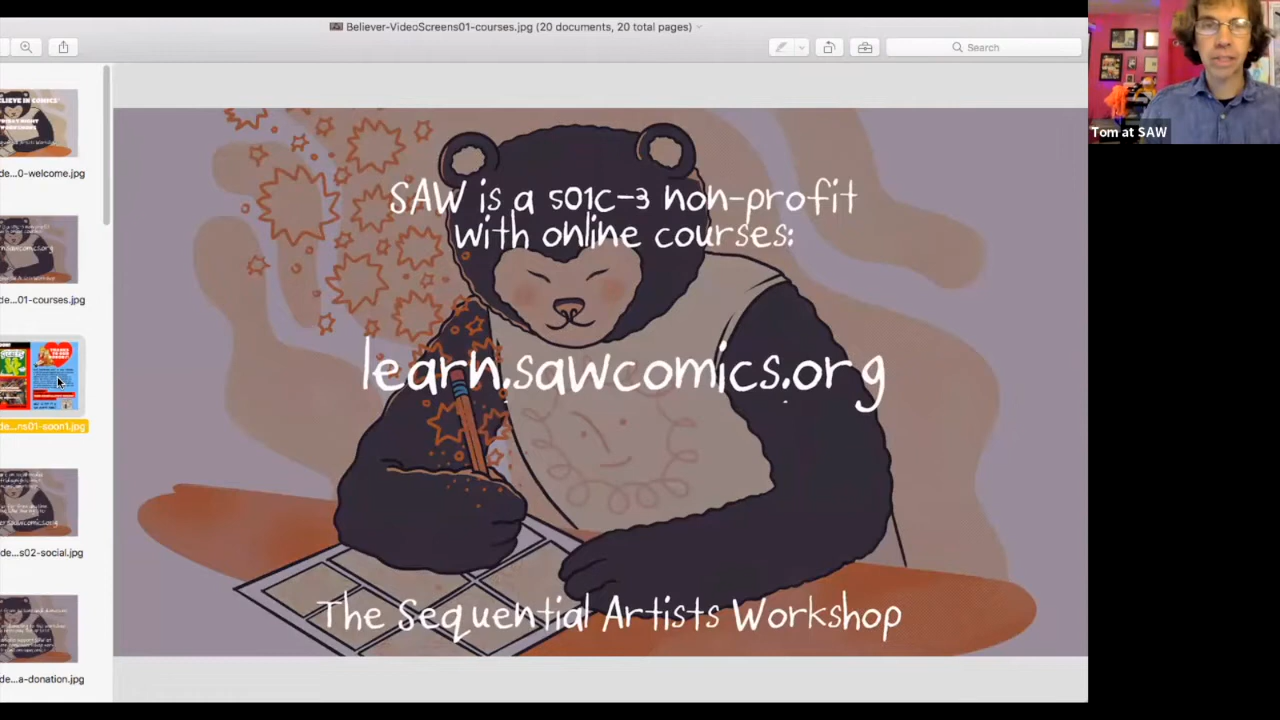 Believer-VideoScreens01-courses.jpg (20 documents, 20 total pages)
Search
Tom at SAW
0-welcome.jpg
de...01-courses.jpg
ns01-soon1.jpg
de...s02-social.jpg
de...a-donation.jpg
SAW is a 501c-3 non-profit
with online courses:
learn.sawcomics.org
The Sequential Artists Workshop